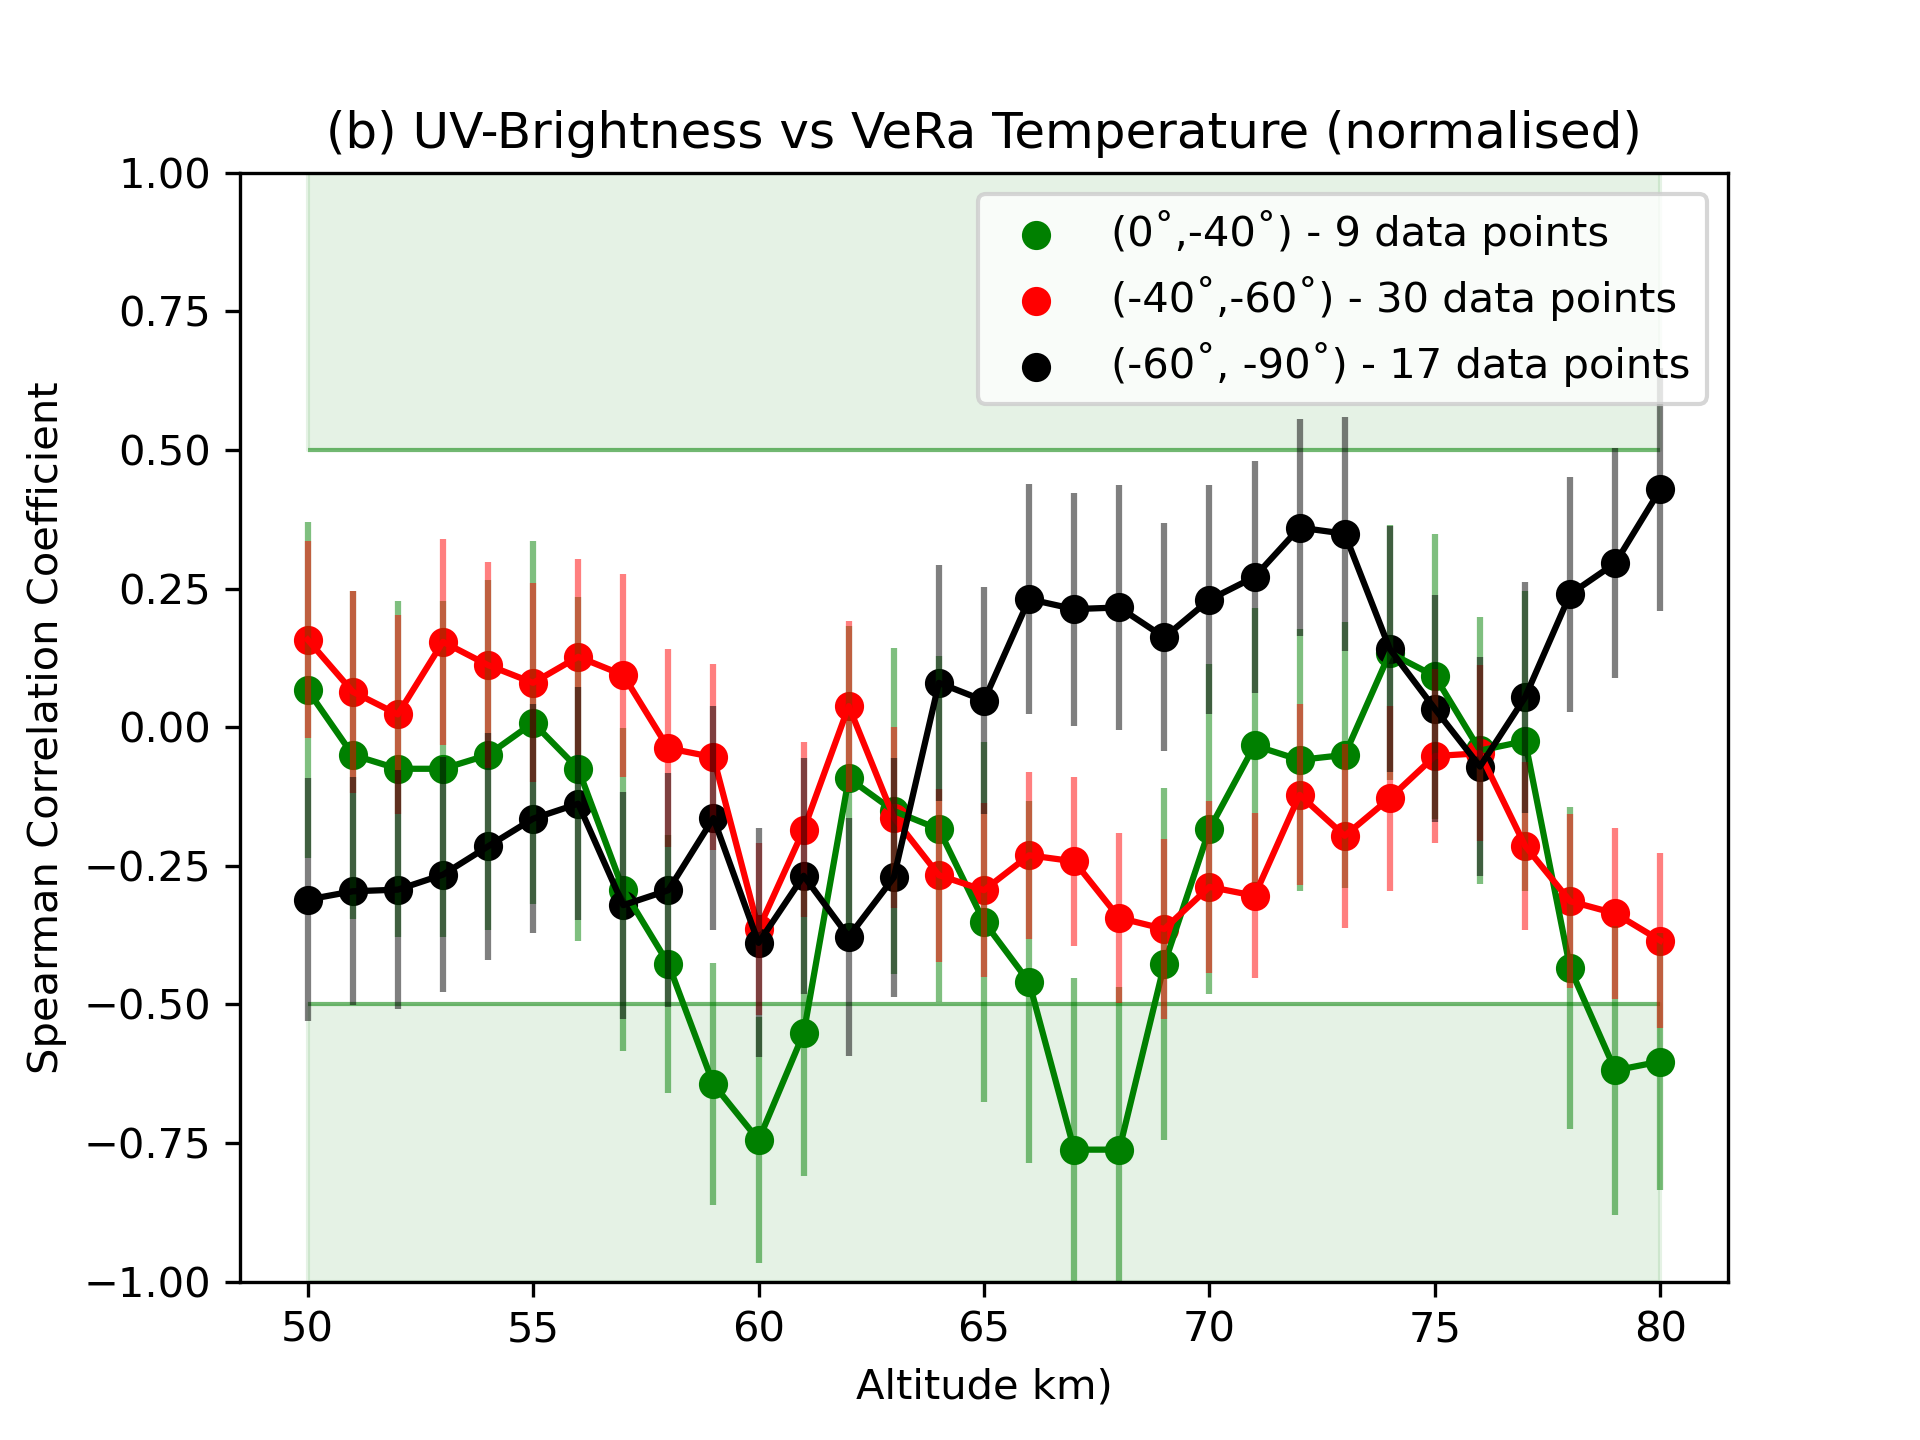 (b) UV-Brightness vs VeRa Temperature (normalised)
1.00
0.75
0.50
0.25
0.00
−0.25
−0.50
−0.75
−1.00
Spearman Correlation Coefficient
(0˚,-40˚) - 9 data points
(-40˚,-60˚) - 30 data points
(-60˚, -90˚) - 17 data points
50 55 60 65 70 75 80
Altitude km)